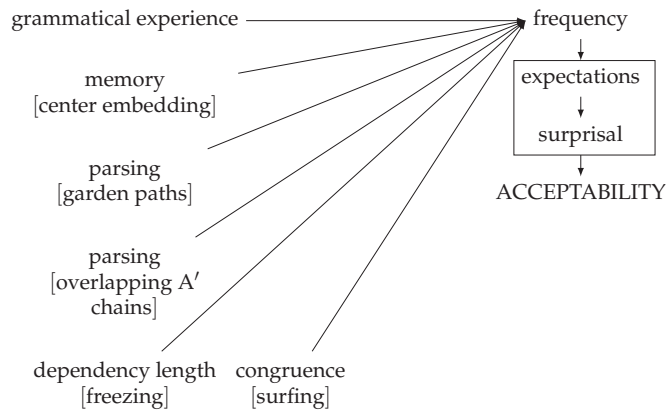 grammatical experience
frequency
expectations
memory
[center embedding]
surprisal
parsing
[garden paths]
ACCEPTABILITY
parsing
[overlapping A′
chains]
dependency length
[freezing]
congruence
[surfing]